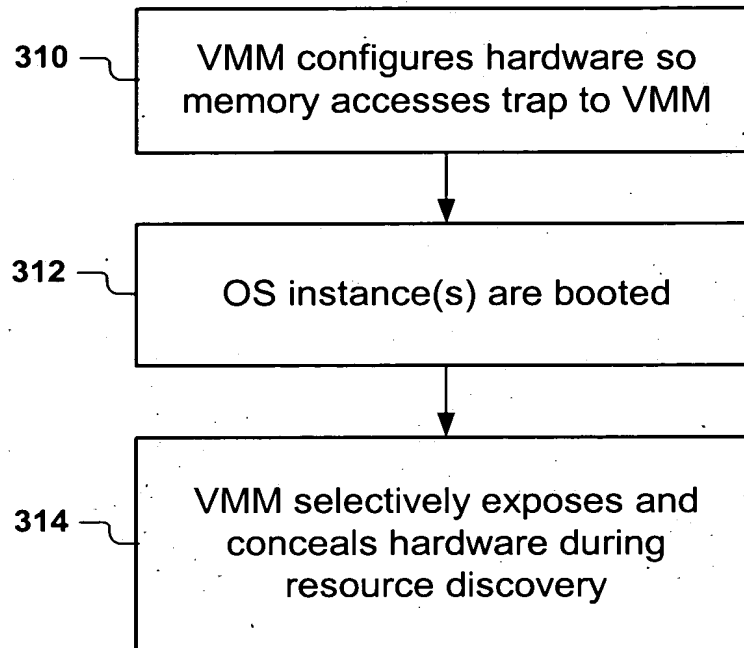 310
VMM configures hardware so
memory accesses trap to VMM
312
OS instance(s) are booted
314
VMM selectively exposes and
conceals hardware during
resource discovery